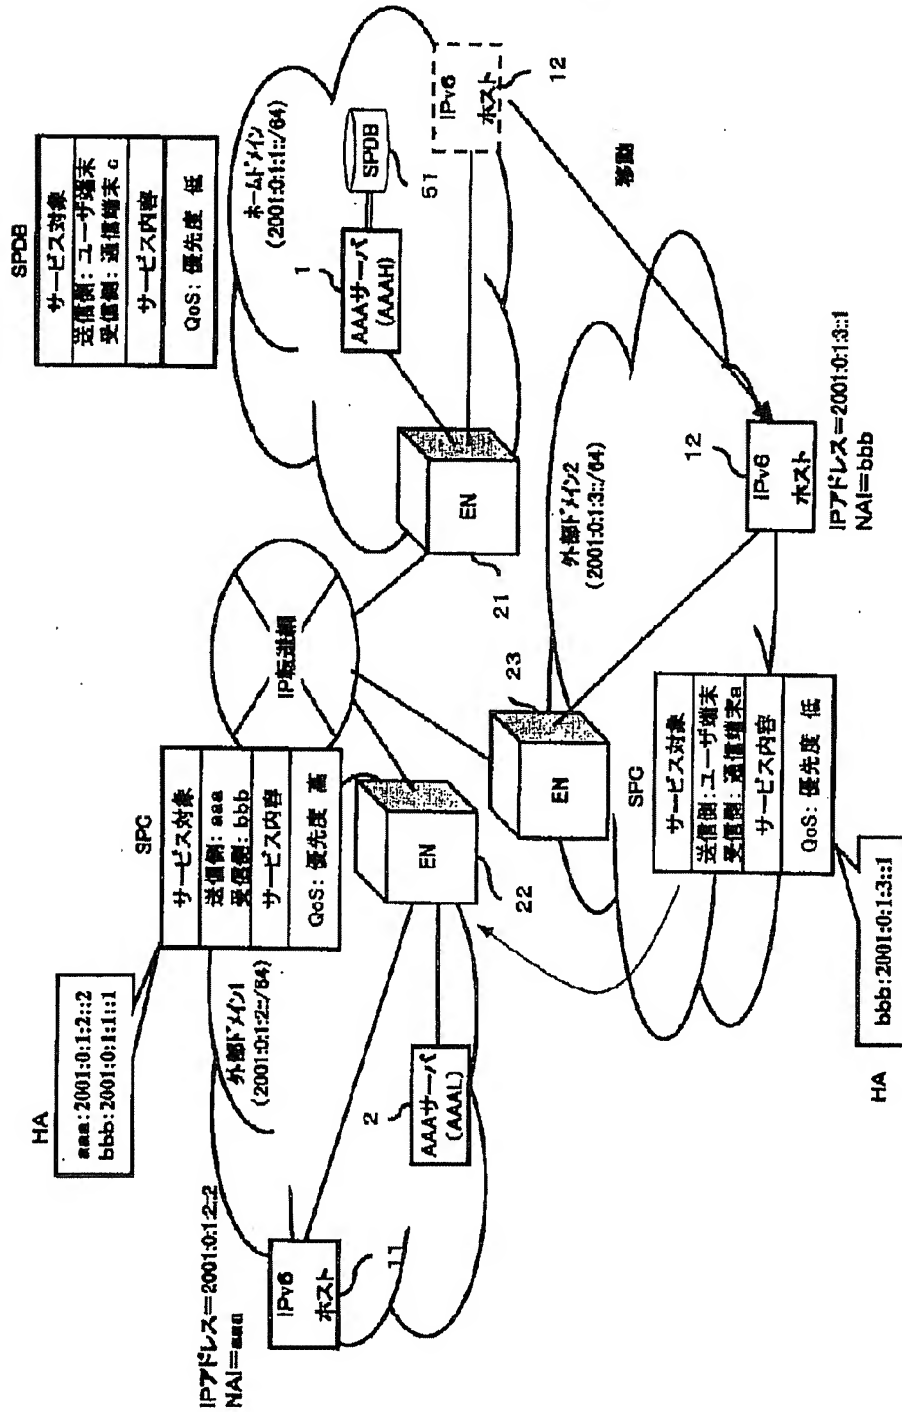 IPアドレス=2001:0:1:2::2
NAI=aaa
IPv6
ホスト
11
HA
aaa:2001:0:1:2::2
bbb:2001:0:1:1::1
外部ドメイン1
(2001:0:1:2::/64)
AAAサーバ
(AAAL)
2
SPC
サービス対象
送信側:aaa
受信側:bbb
サービス内容
QoS:優先度 高
EN
22
IP転送網
SPDB
サービス対象
送信側:ユーザ端末
受信側:通信端末 c
サービス内容
QoS:優先度 低
ホームドメイン
(2001:0:1:1::/64)
1
AAAサーバ
(AAAH)
SPDB
51
IPv6
ホスト
12
EN
21
移動
外部ドメイン2
(2001:0:1:3::/64)
23
EN
12
IPv6
ホスト
IPアドレス=2001:0:1:3::1
NAI=bbb
SPC
サービス対象
送信側:ユーザ端末
受信側:通信端末a
サービス内容
QoS:優先度 低
HA
bbb:2001:0:1:3::1